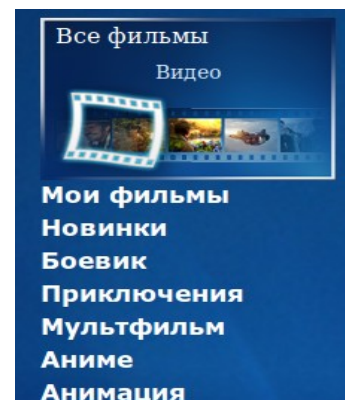 Все фильмы
Видео
Мои фильмы
Новинки
Боевик
Приключения
Мультфильм
Аниме
Анимация